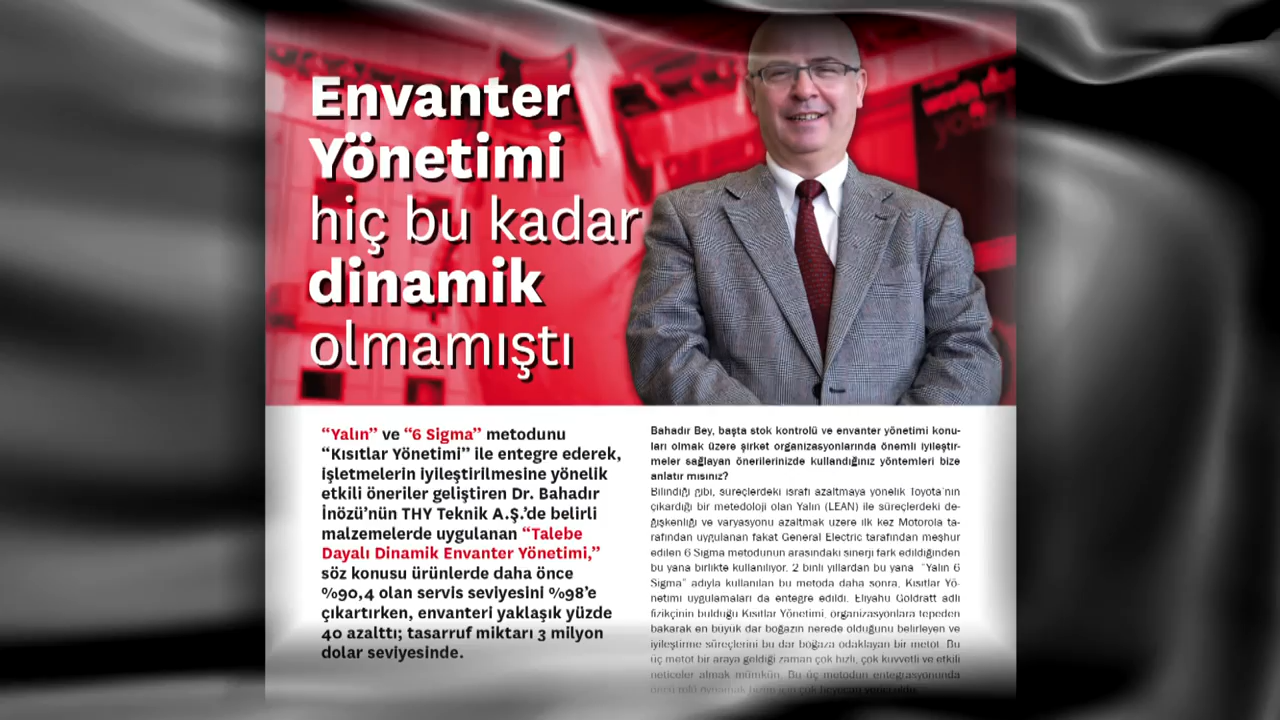 Envanter
Yönetimi
hiç bu kadar
dinamik
olmamıştı
“Yalın” ve “6 Sigma” metodunu
“Kısıtlar Yönetimi” ile entegre ederek,
işletmelerin iyileştirilmesine yönelik
etkili öneriler geliştiren Dr. Bahadır
İnözü’nün THY Teknik A.Ş.’de belirli
malzemelerde uygulanan “Talebe
Dayalı Dinamik Envanter Yönetimi,”
söz konusu ürünlerde daha önce
%90,4 olan servis seviyesini %98’e
çıkartırken, envanteri yaklaşık yüzde
40 azalttı; tasarruf miktarı 3 milyon
dolar seviyesinde.
Bahadır Bey, başta stok kontrolü ve envanter yönetimi konu-
ları olmak üzere şirket organizasyonlarında önemli iyileştir-
meler sağlayan önerilerinizde kullandığınız yöntemleri bize
anlatır mısınız?
Bilindiği gibi, süreçlerdeki israfı azaltmaya yönelik Toyota’nın
çıkardığı bir metedoloji olan Yalın (LEAN) ile süreçlerdeki de-
ğişkenliği ve varyasyonu azaltmak üzere ilk kez Motorola ta-
rafından uygulanan fakat General Electric tarafından meşhur
edilen 6 Sigma metodunun arasındaki sinerji fark edildiğinden
bu yana birlikte kullanılıyor. 2 binli yıllardan bu yana “Yalın 6
Sigma” adıyla kullanılan bu metoda daha sonra, Kısıtlar Yö-
netimi uygulamaları da entegre edildi. Eliyahu Goldratt adlı
fizikçinin bulduğu Kısıtlar Yönetimi, organizasyonlara tepeden
bakarak en büyük dar boğazın nerede olduğunu belirleyen ve
iyileştirme süreçlerini bu dar boğaza odaklayan bir metot. Bu
üç metot bir araya geldiği zaman çok hızlı, çok kuvvetli ve etkili
neticeler almak mümkün. Bu üç metodun entegrasyonunda